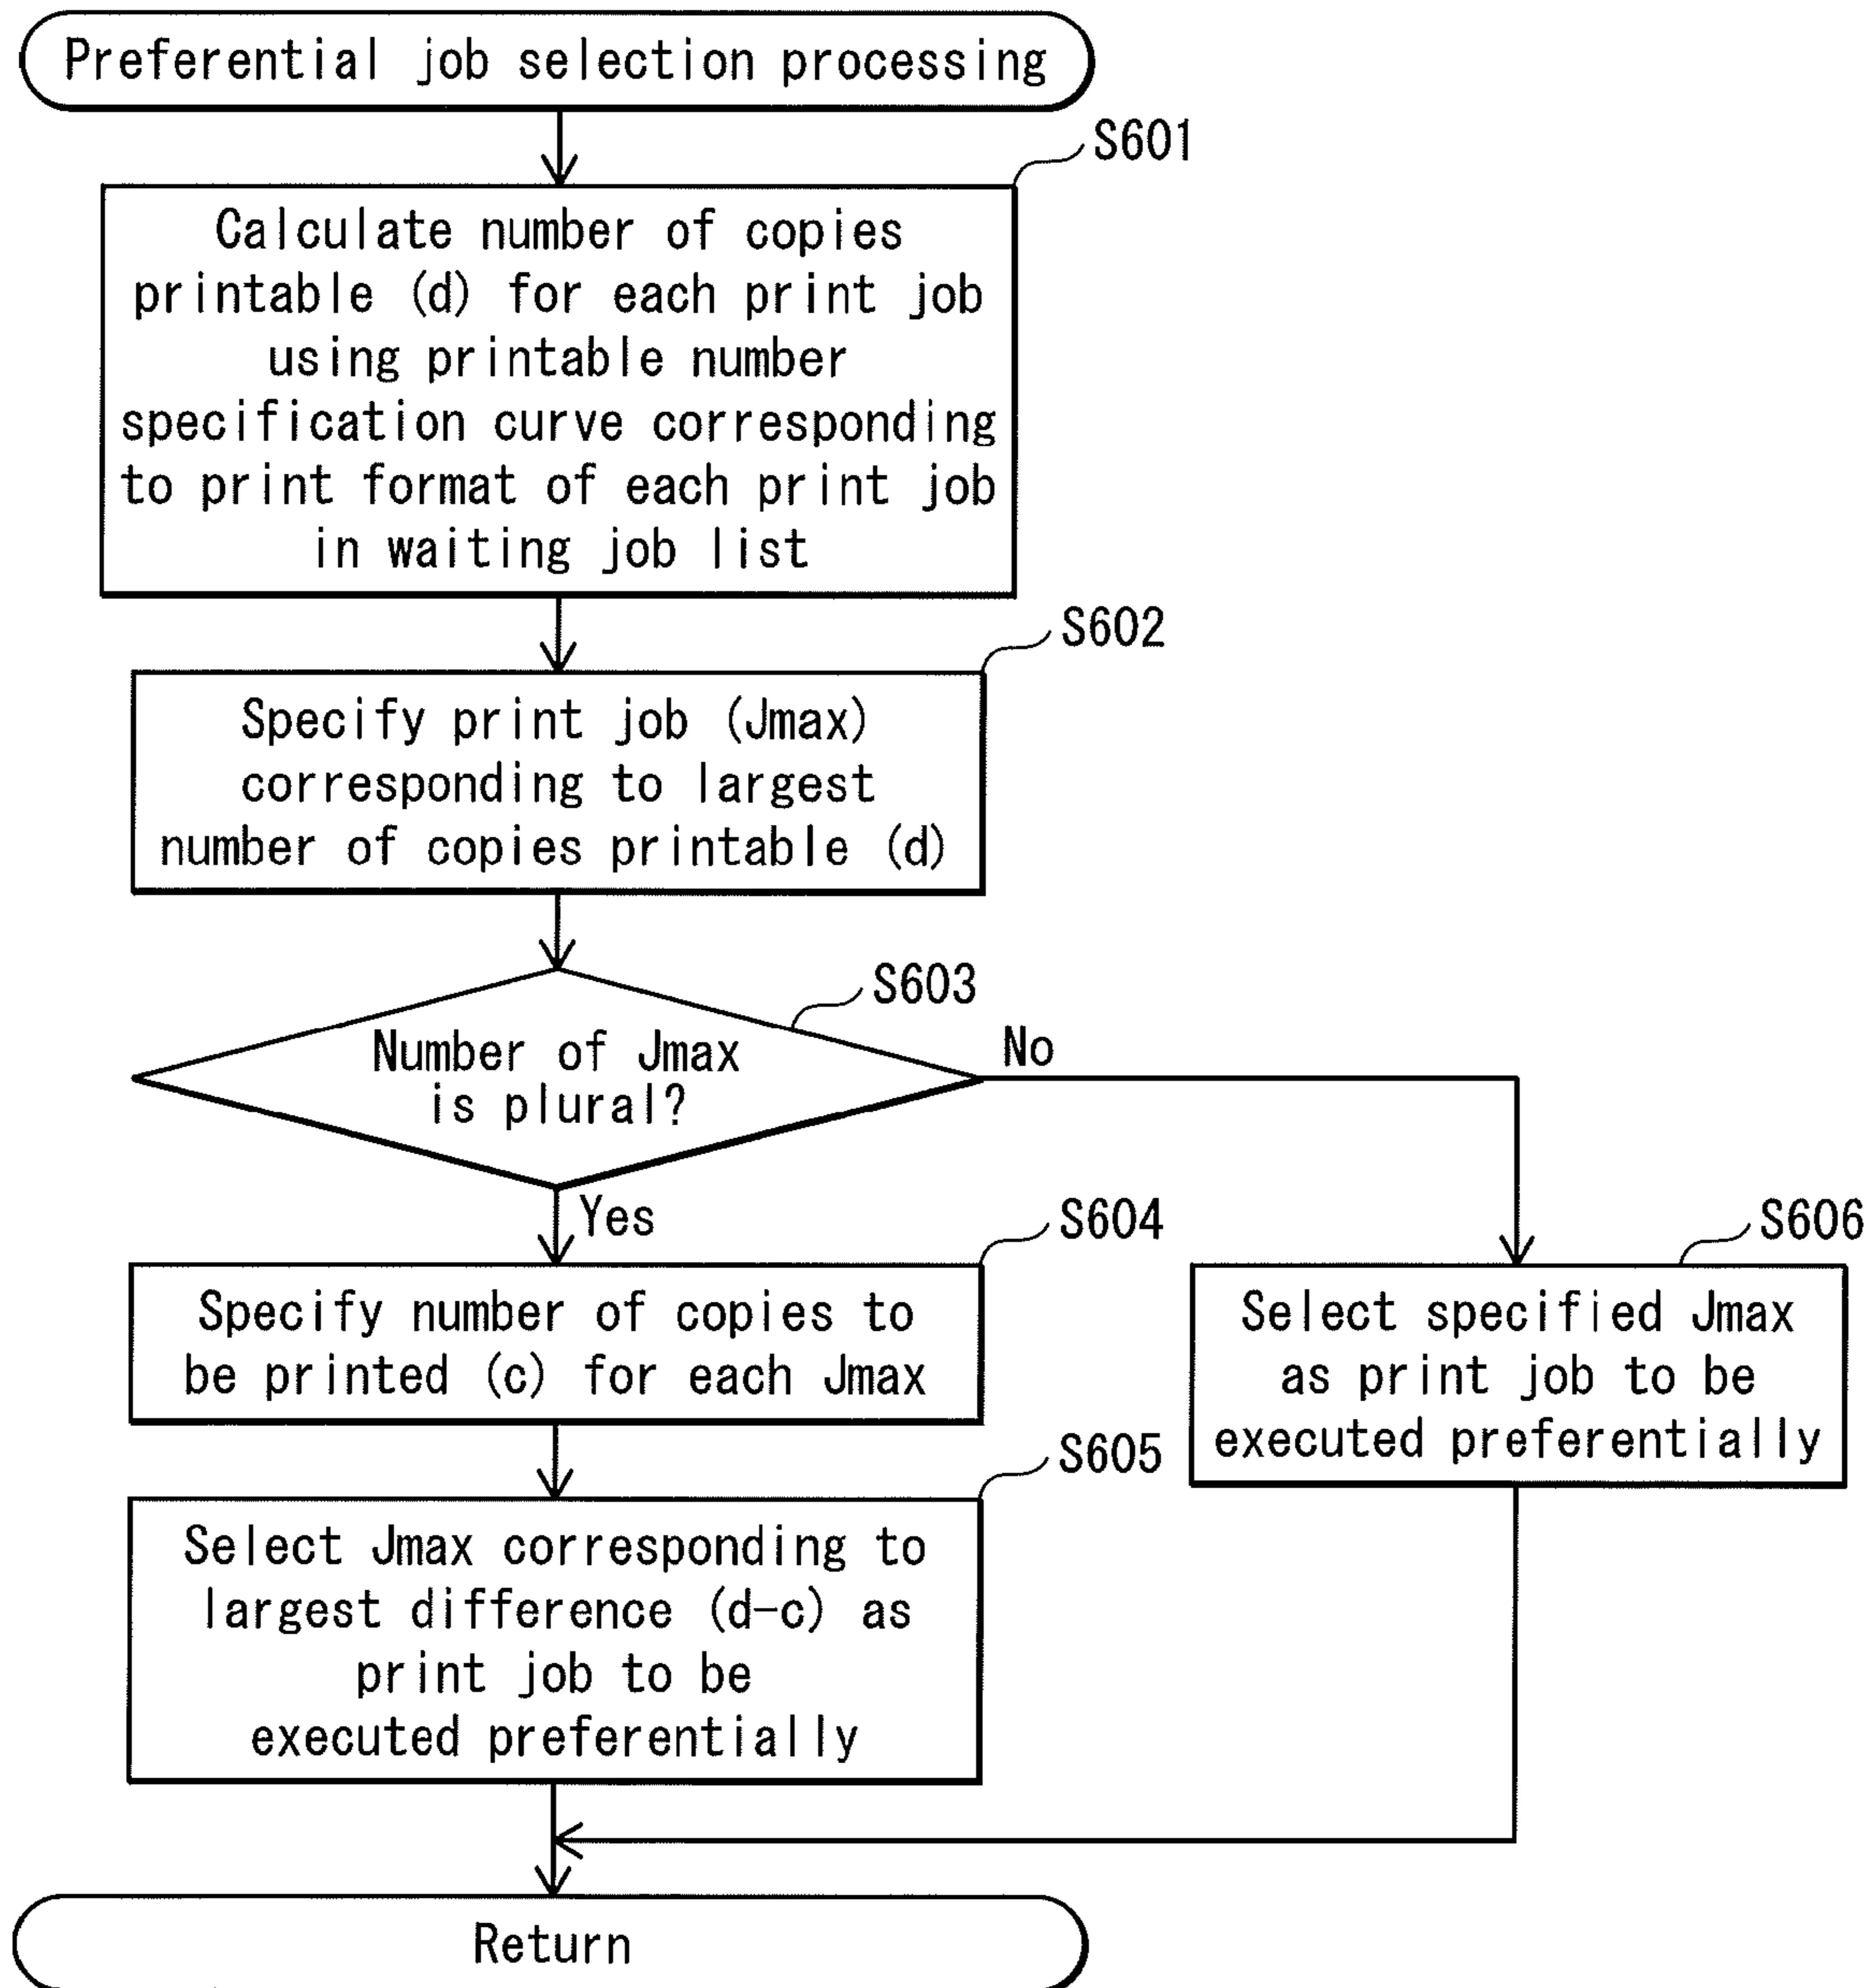 Preferential job selection processing
S601
Calculate number of copies
printable (d) for each print job
using printable number
specification curve corresponding
to print format of each print job
in waiting job list
S602
Specify print job (Jmax)
corresponding to largest
number of copies printable (d)
S603
Number of Jmax
is plural?
No
Yes
S604
Specify number of copies to
be printed (c) for each Jmax
S606
Select specified Jmax
as print job to be
executed preferentially
S605
Select Jmax corresponding to
largest difference (d-c) as
print job to be
executed preferentially
Return